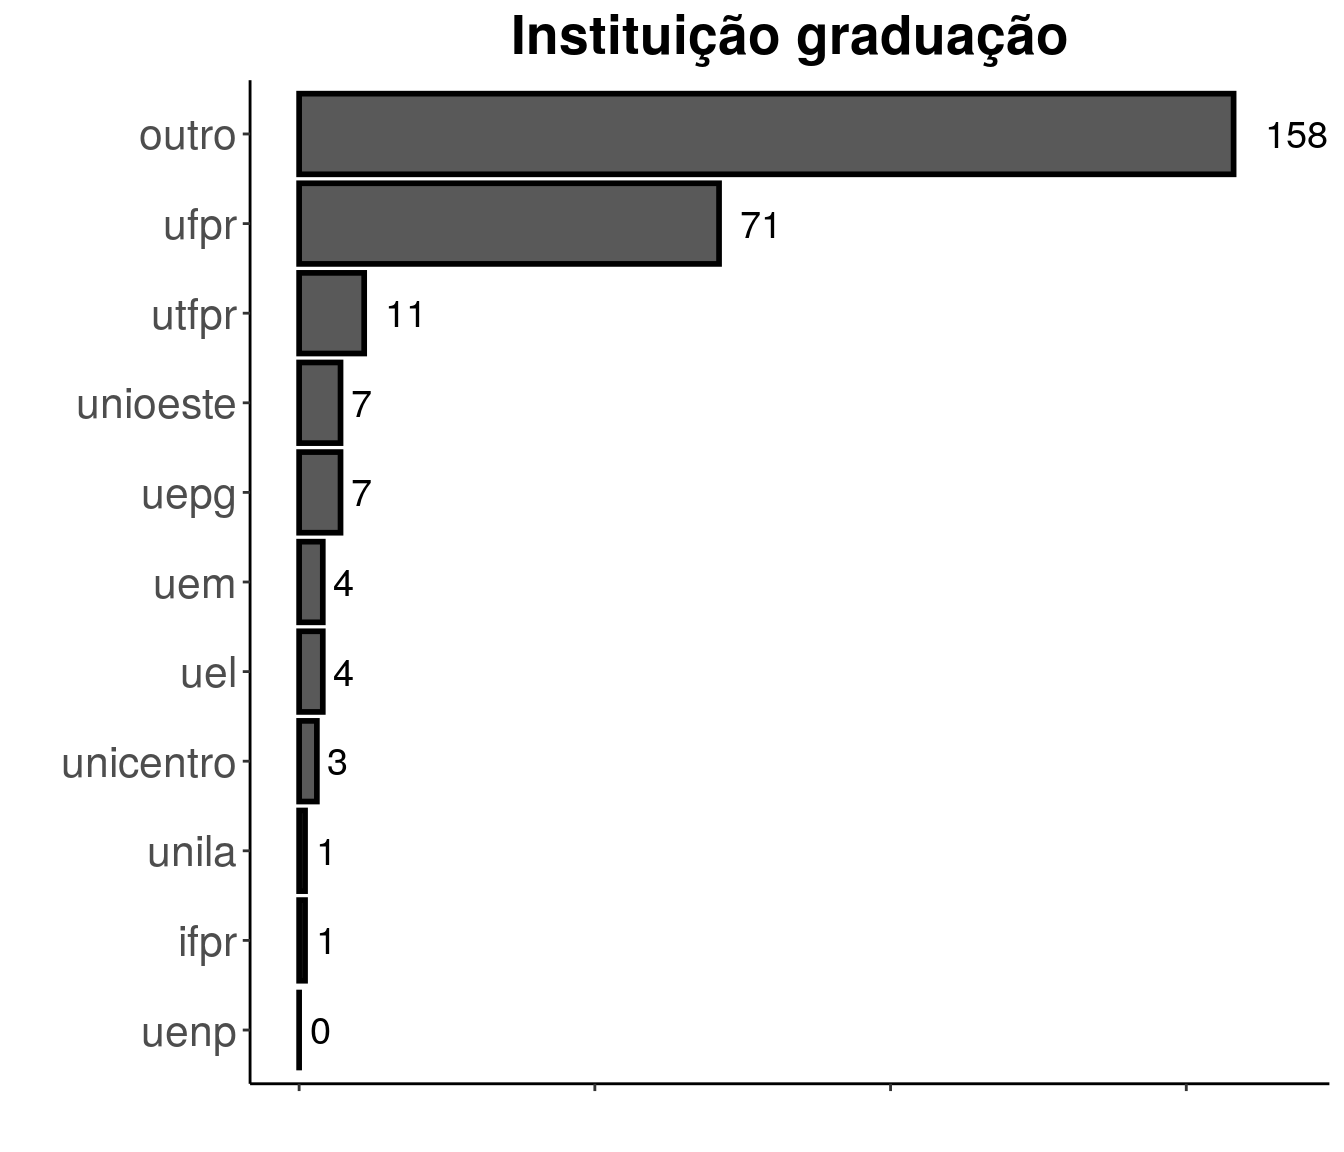 Instituição graduação
outro 158
ufpr 71
utfpr 11
unioeste 7
uepg 7
uem 4
uel 4
unicentro 3
unila 1
ifpr 1
uenp 0